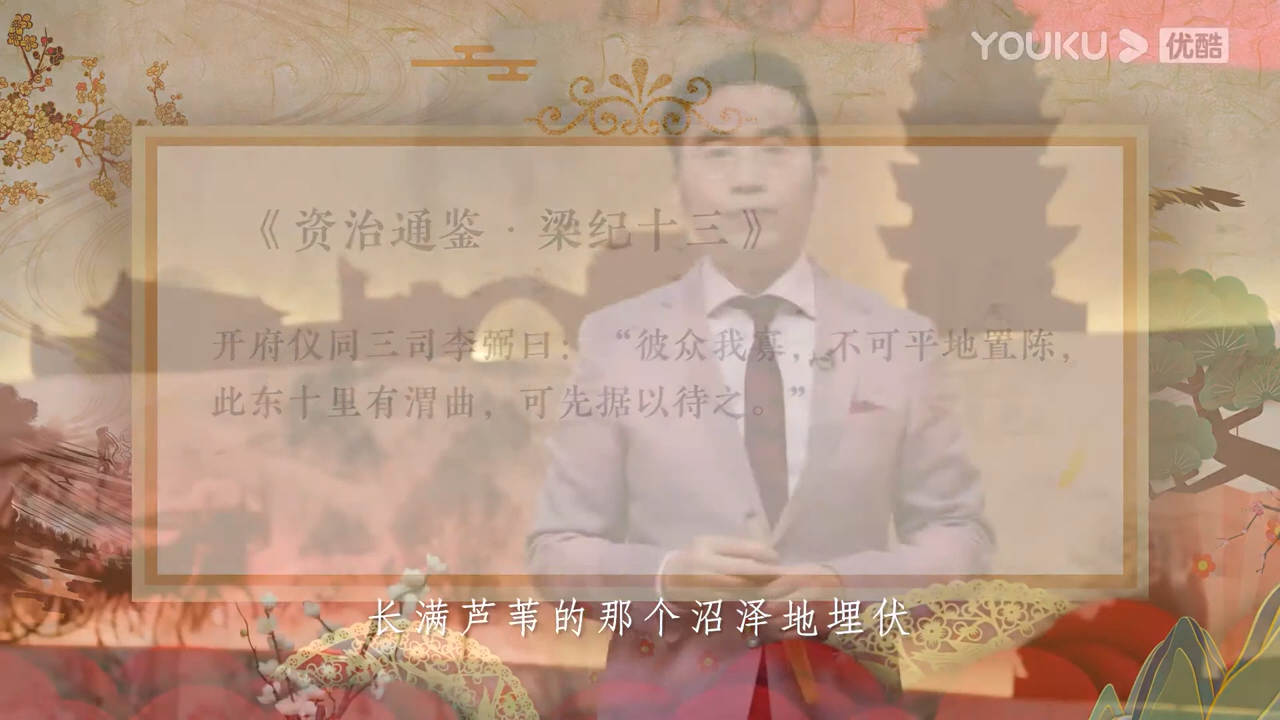 YOUKU 优酷
《资治通鉴·梁纪十三》
开府仪同三司李弼曰：“彼众我寡，不可平地置陈，
此东十里有渭曲，可先据以待之。”
长满芦苇的那个沼泽地埋伏